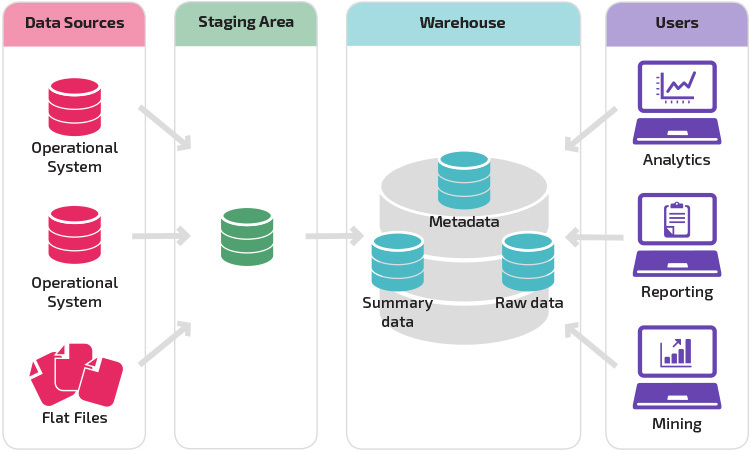 Data Sources
Staging Area
Warehouse
Users
Operational
System
Operational
System
Flat Files
Metadata
Summary
data
Raw data
Analytics
Reporting
Mining